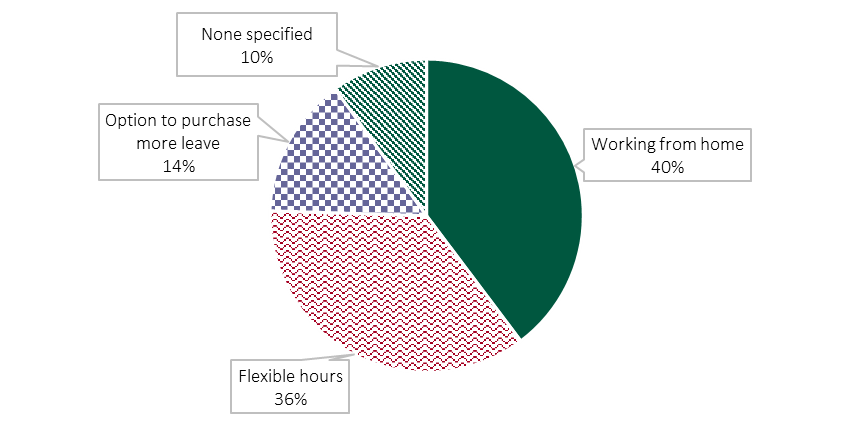 None specified
10%
Option to purchase
more leave
14%
Working from home
40%
Flexible hours
36%